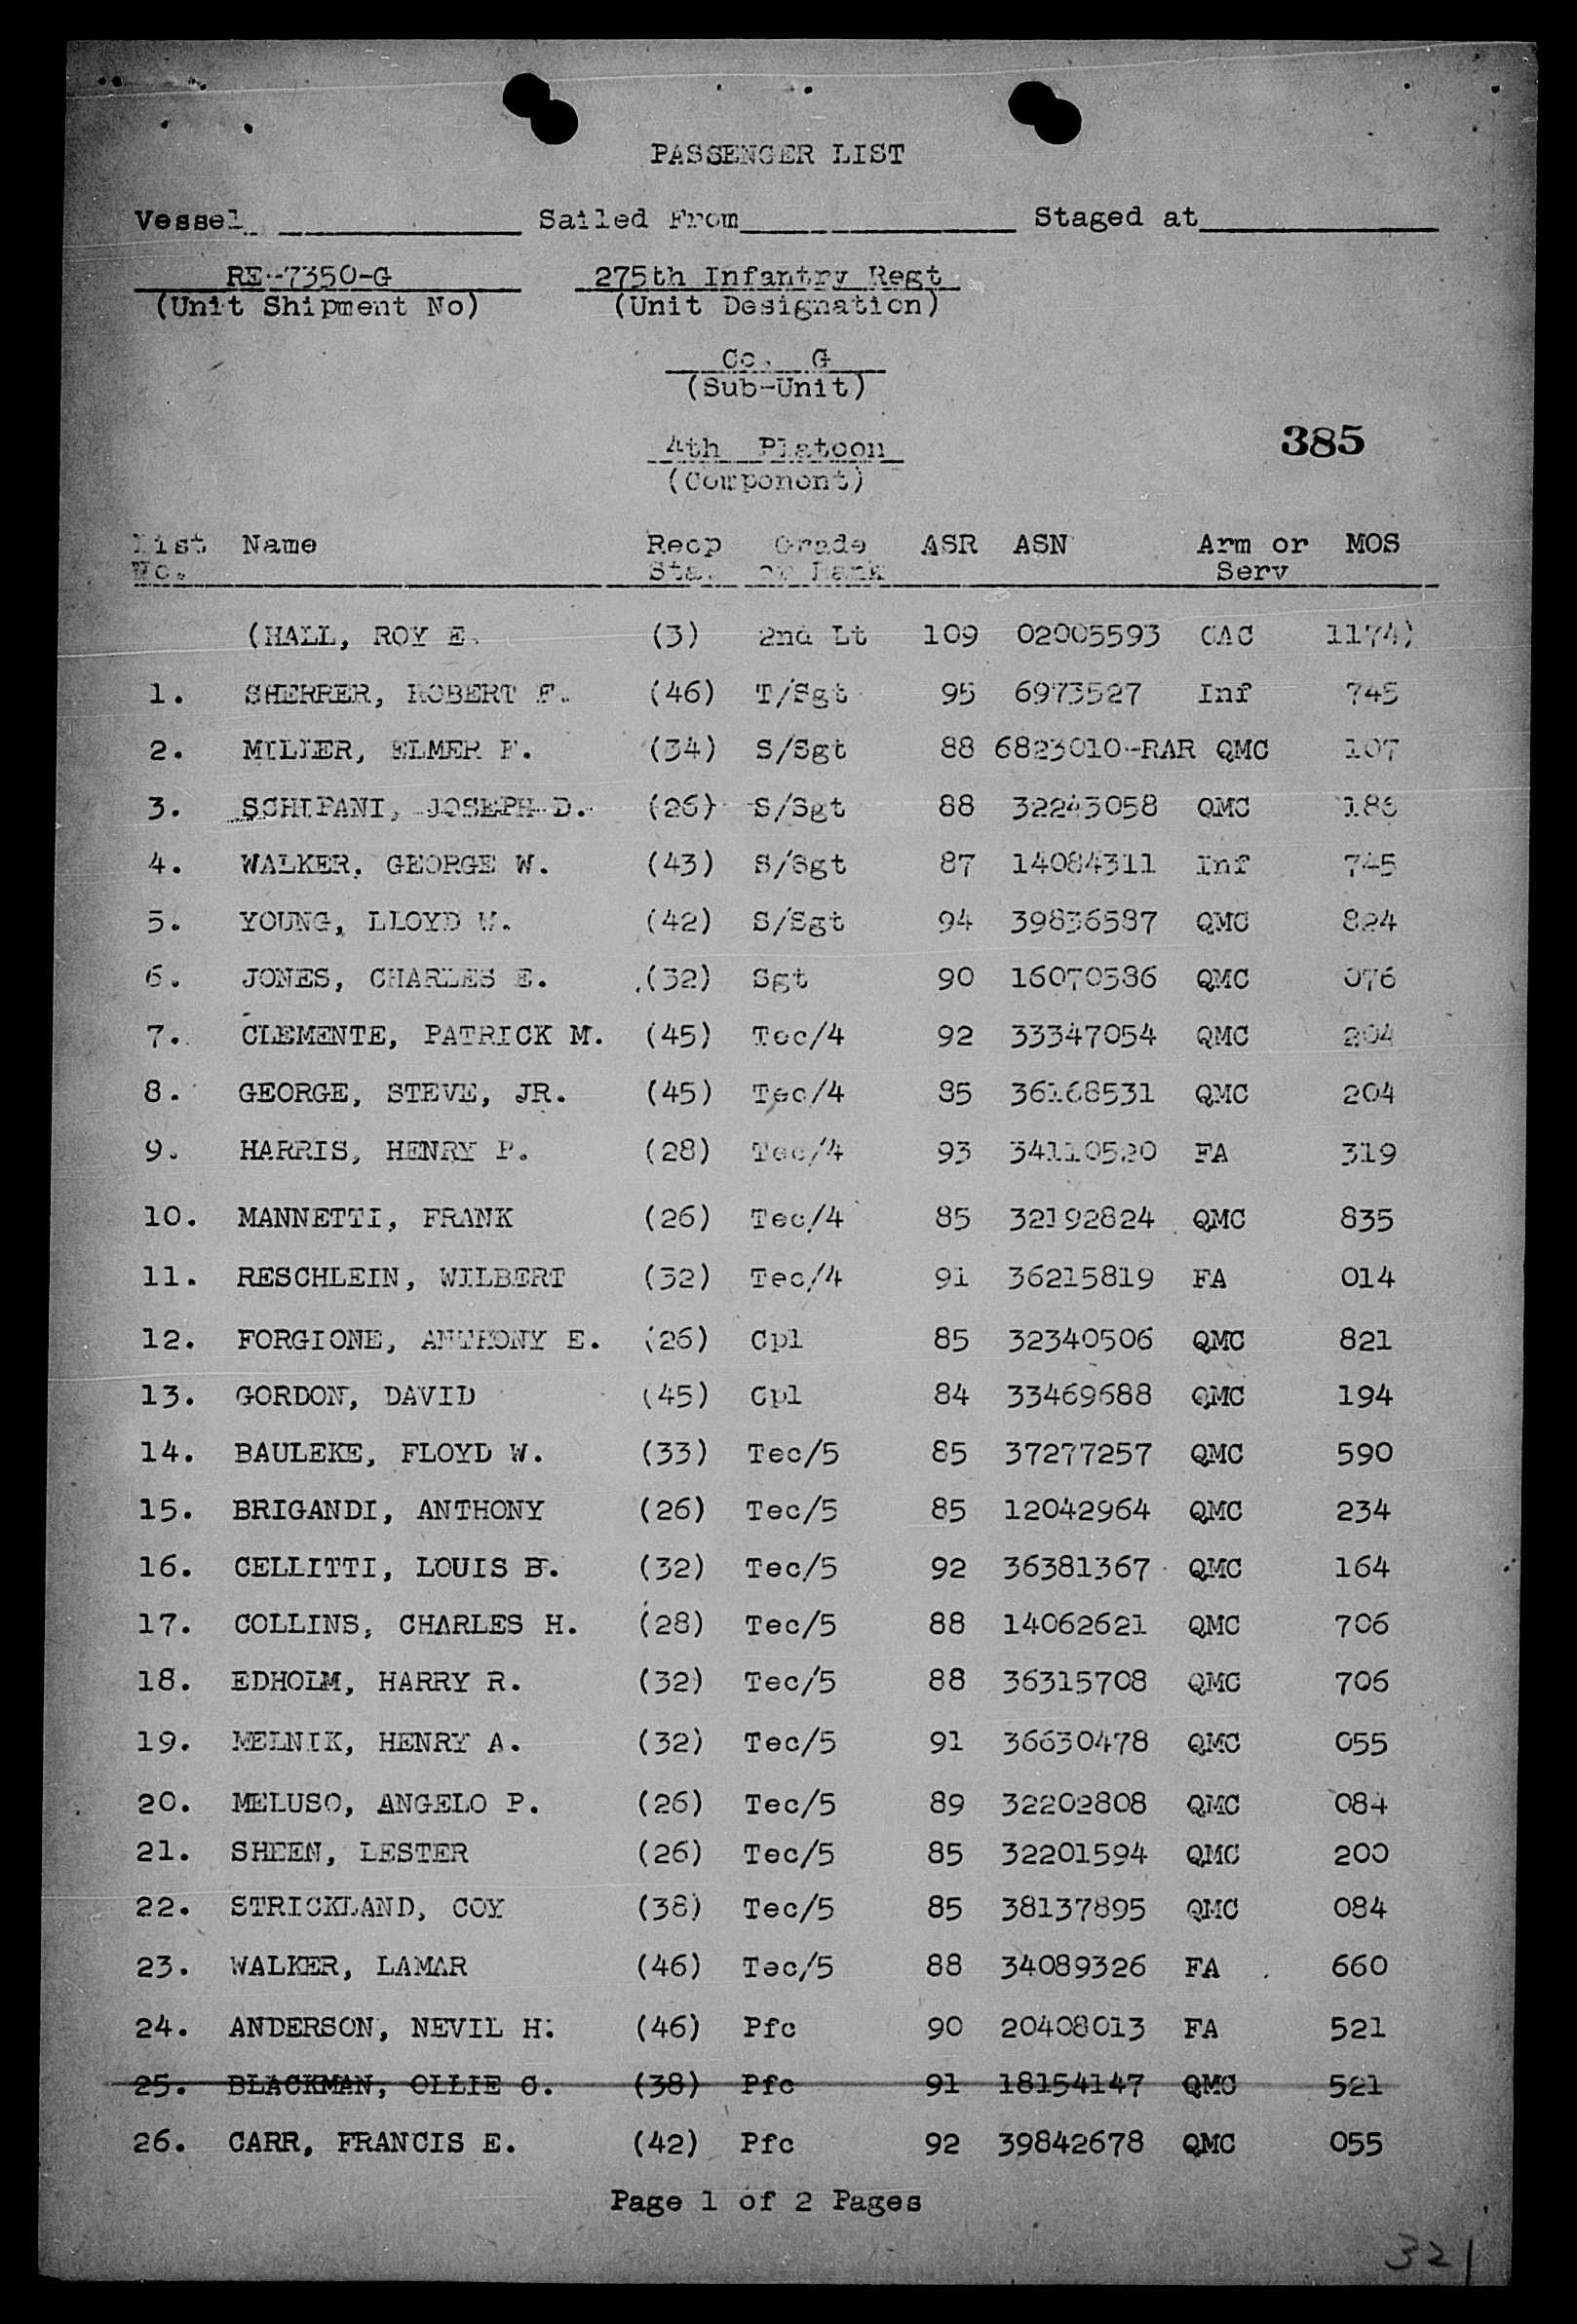 PASSENGER LIST
Vessel Sailed From Staged at
RE-7350-G 275th Infantry Regt
(Unit Shipment No) (Unit Designation)
Co. G
(Sub-Unit)
385
4th Platoon
(Component)
List Name Recp Grade ASR ASN Arm or MOS
No. Sta. or Rank Serv
(HALL, ROY E. (3) 2nd Lt 109 02005593 CAC 1174)
1. SHERRER, ROBERT F. (46) T/Sgt 95 6973527 Inf 745
2. MILLER, ELMER F. (34) S/Sgt 88 6823010-RAR QMC 107
3. SCHIPANI, JOSEPH D. (26) S/Sgt 88 32243058 QMC 186
4. WALKER, GEORGE W. (43) S/Sgt 87 14084311 Inf 745
5. YOUNG, LLOYD W. (42) S/Sgt 94 39836587 QMC 824
6. JONES, CHARLES E. (32) Sgt 90 16070586 QMC 076
7. CLEMENTE, PATRICK M. (45) Tec/4 92 33347054 QMC 204
8. GEORGE, STEVE, JR. (45) Tec/4 85 36168531 QMC 204
9. HARRIS, HENRY P. (28) Tec/4 93 34110520 FA 319
10. MANNETTI, FRANK (26) Tec/4 85 32192824 QMC 835
11. RESCHLEIN, WILBERT (32) Tec/4 91 36215819 FA 014
12. FORGIONE, ANTHONY E. (26) Cpl 85 32340506 QMC 821
13. GORDON, DAVID (45) Cpl 84 33469688 QMC 194
14. BAULEKE, FLOYD W. (33) Tec/5 85 37277257 QMC 590
15. BRIGANDI, ANTHONY (26) Tec/5 85 12042964 QMC 234
16. CELLITTI, LOUIS B. (32) Tec/5 92 36381367 QMC 164
17. COLLINS, CHARLES H. (28) Tec/5 88 14062621 QMC 706
18. EDHOLM, HARRY R. (32) Tec/5 88 36315708 QMC 706
19. MELNIK, HENRY A. (32) Tec/5 91 36630478 QMC 055
20. MELUSO, ANGELO P. (26) Tec/5 89 32202808 QMC 084
21. SHEEN, LESTER (26) Tec/5 85 32201594 QMC 200
22. STRICKLAND, COY (38) Tec/5 85 38137895 QMC 084
23. WALKER, LAMAR (46) Tec/5 88 34089326 FA 660
24. ANDERSON, NEVIL H. (46) Pfc 90 20408013 FA 521
25. BLACKMAN, OLLIE C. (38) Pfc 91 18154147 QMC 521
26. CARR, FRANCIS E. (42) Pfc 92 39842678 QMC 055
Page 1 of 2 Pages
321